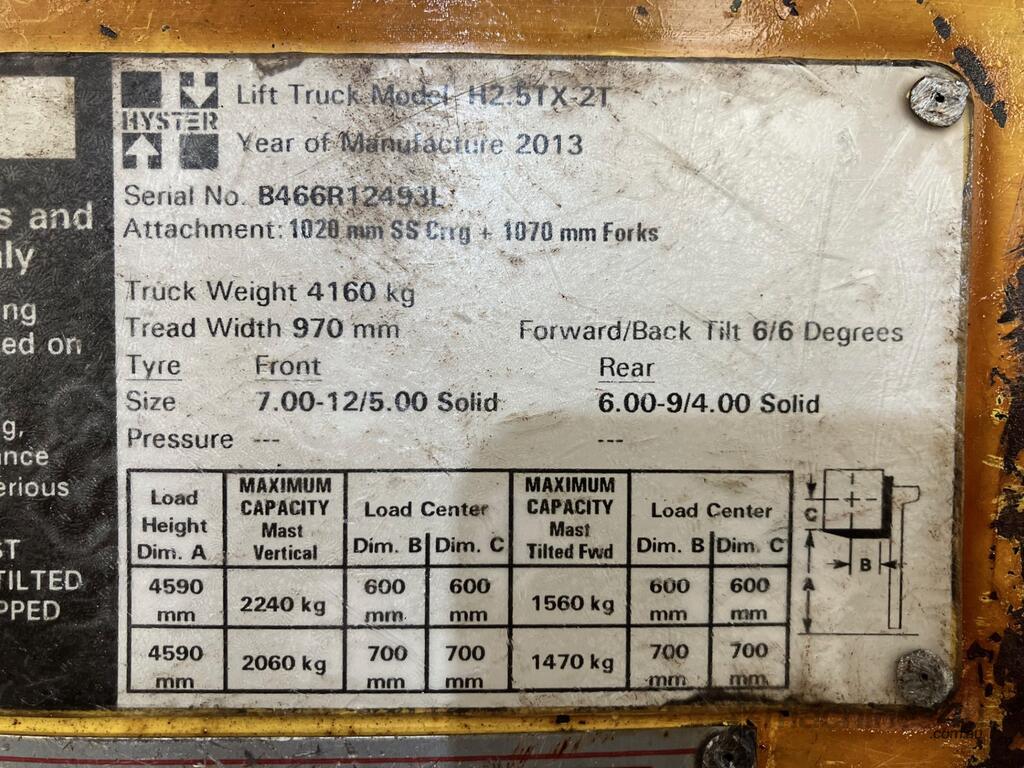 HYSTER
Lift Truck Model H2.5TX-2T
Year of Manufacture 2013
Serial No. B466R12493L
Attachment: 1020 mm SS Crrg + 1070 mm Forks
Truck Weight 4160 kg
Tread Width 970 mm Forward/Back Tilt 6/6 Degrees
Tyre Front Rear
Size 7.00-12/5.00 Solid 6.00-9/4.00 Solid
Pressure --- ---
Load Height Dim. A
MAXIMUM CAPACITY Mast Vertical
Load Center
Dim. B Dim. C
MAXIMUM CAPACITY Mast Tilted Fwd
Load Center
Dim. B Dim. C
4590 mm 2240 kg 600 mm 600 mm 1560 kg 600 mm 600 mm
4590 mm 2060 kg 700 mm 700 mm 1470 kg 700 mm 700 mm
C
B
A
s and
ly
ng
ed on
g,
ance
erious
ST
TILTED
PPED
.com.au